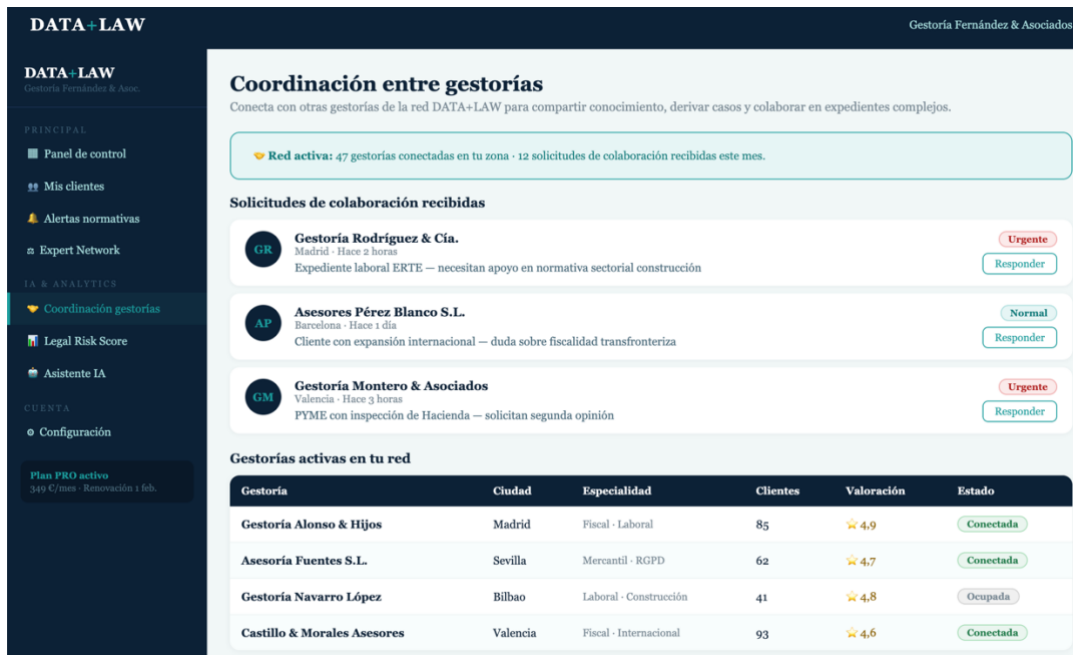 DATA+LAW
Gestoría Fernández & Asociados
DATA+LAW
Gestoría Fernández & Asoc.
PRINCIPAL
Panel de control
Mis clientes
Alertas normativas
Expert Network
IA & ANALYTICS
Coordinación gestorías
Legal Risk Score
Asistente IA
CUENTA
Configuración
Plan PRO activo
349 €/mes · Renovación 1 feb.
Coordinación entre gestorías
Conecta con otras gestorías de la red DATA+LAW para compartir conocimiento, derivar casos y colaborar en expedientes complejos.
Red activa: 47 gestorías conectadas en tu zona · 12 solicitudes de colaboración recibidas este mes.
Solicitudes de colaboración recibidas
GR
Gestoría Rodríguez & Cía.
Madrid · Hace 2 horas
Expediente laboral ERTE — necesitan apoyo en normativa sectorial construcción
Urgente
Responder
AP
Asesores Pérez Blanco S.L.
Barcelona · Hace 1 día
Cliente con expansión internacional — duda sobre fiscalidad transfronteriza
Normal
Responder
GM
Gestoría Montero & Asociados
Valencia · Hace 3 horas
PYME con inspección de Hacienda — solicitan segunda opinión
Urgente
Responder
Gestorías activas en tu red
Gestoría Ciudad Especialidad Clientes Valoración Estado
Gestoría Alonso & Hijos Madrid Fiscal · Laboral 85 4,9 Conectada
Asesoría Fuentes S.L. Sevilla Mercantil · RGPD 62 4,7 Conectada
Gestoría Navarro López Bilbao Laboral · Construcción 41 4,8 Ocupada
Castillo & Morales Asesores Valencia Fiscal · Internacional 93 4,6 Conectada